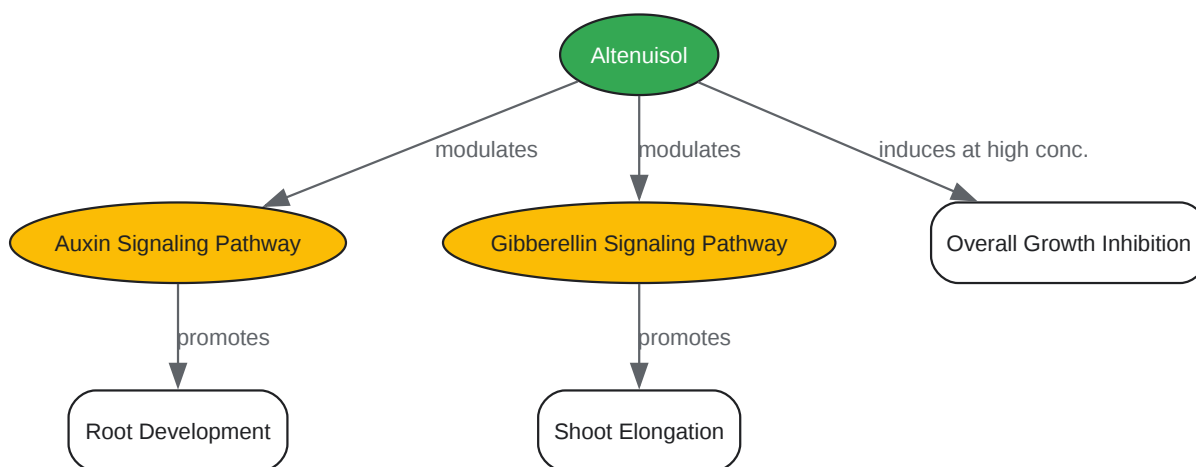 Altenuisol
modulates
modulates
induces at high conc.
Auxin Signaling Pathway
Gibberellin Signaling Pathway
Overall Growth Inhibition
promotes
promotes
Root Development
Shoot Elongation